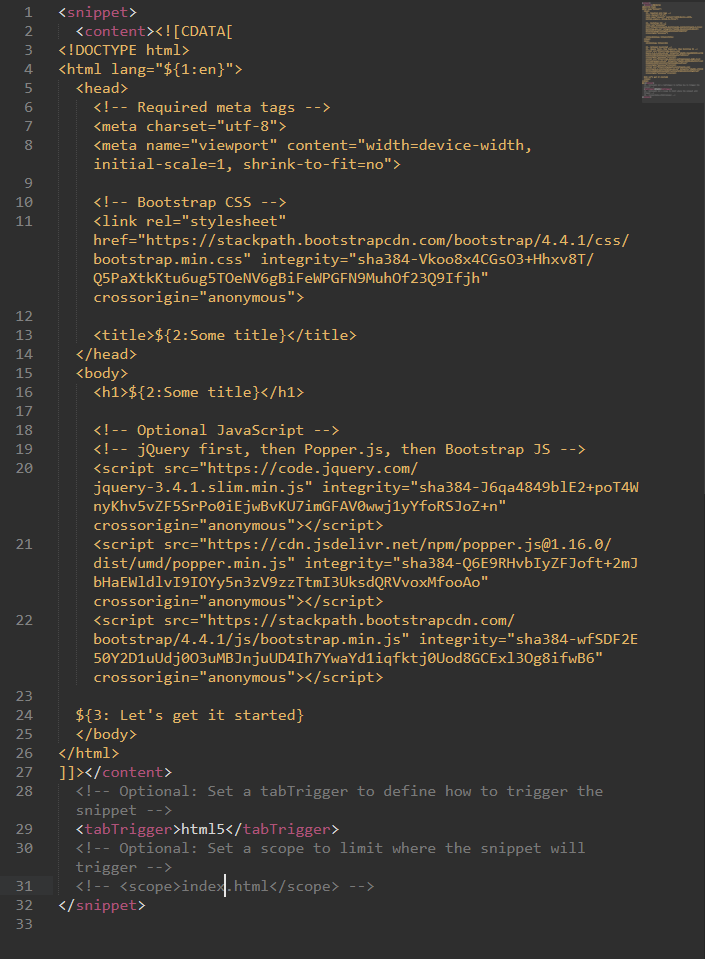 1 <snippet>
2 <content><![CDATA[
3 <!DOCTYPE html>
4 <html lang="${1:en}">
5 <head>
6 <!-- Required meta tags -->
7 <meta charset="utf-8">
8 <meta name="viewport" content="width=device-width,
initial-scale=1, shrink-to-fit=no">
9
10 <!-- Bootstrap CSS -->
11 <link rel="stylesheet"
href="https://stackpath.bootstrapcdn.com/bootstrap/4.4.1/css/
bootstrap.min.css" integrity="sha384-Vkoo8x4CGsO3+Hhxv8T/
Q5PaXtkKtu6ug5TOeNV6gBiFeWPGFN9MuhOf23Q9Ifjh"
crossorigin="anonymous">
12
13 <title>${2:Some title}</title>
14 </head>
15 <body>
16 <h1>${2:Some title}</h1>
17
18 <!-- Optional JavaScript -->
19 <!-- jQuery first, then Popper.js, then Bootstrap JS -->
20 <script src="https://code.jquery.com/
jquery-3.4.1.slim.min.js" integrity="sha384-J6qa4849blE2+poT4W
nyKhv5vZF5SrPo0iEjwBvKU7imGFAV0wwj1yYfoRSJoZ+n"
crossorigin="anonymous"></script>
21 <script src="https://cdn.jsdelivr.net/npm/popper.js@1.16.0/
dist/umd/popper.min.js" integrity="sha384-Q6E9RHvbIyZFJoft+2mJ
bHaEWldlvI9IOYy5n3zV9zzTtmI3UksdQRVvoxMfooAo"
crossorigin="anonymous"></script>
22 <script src="https://stackpath.bootstrapcdn.com/
bootstrap/4.4.1/js/bootstrap.min.js" integrity="sha384-wfSDF2E
50Y2D1uUdj0O3uMBJnjuUD4Ih7YwaYd1iqfktj0Uod8GCExl3Og8ifwB6"
crossorigin="anonymous"></script>
23
24 ${3: Let's get it started}
25 </body>
26 </html>
27 ]]></content>
28 <!-- Optional: Set a tabTrigger to define how to trigger the
snippet -->
29 <tabTrigger>html5</tabTrigger>
30 <!-- Optional: Set a scope to limit where the snippet will
trigger -->
31 <!-- <scope>index.html</scope> -->
32 </snippet>
33